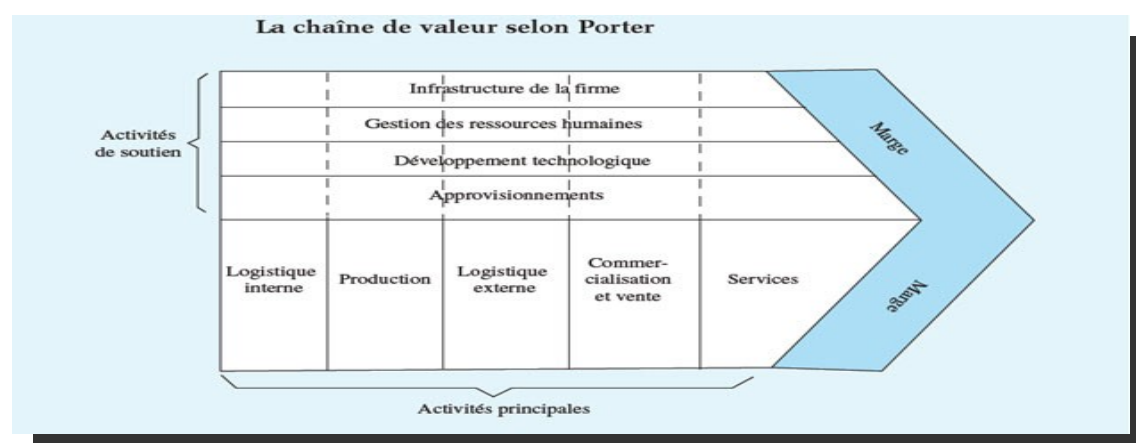 La chaîne de valeur selon Porter
Infrastructure de la firme
Gestion des ressources humaines
Développement technologique
Approvisionnements
Activités
de soutien
Logistique
interne
Production
Logistique
externe
Commer-
cialisation
et vente
Services
Marge
Marge
Activités principales